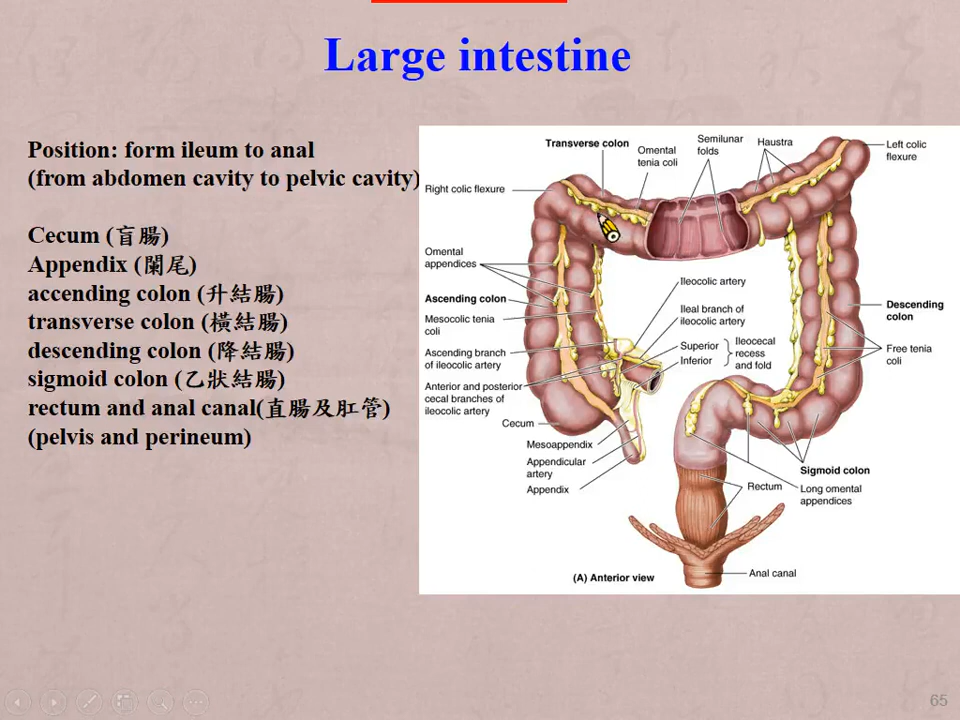 Large intestine
Position: form ileum to anal
(from abdomen cavity to pelvic cavity)
Cecum (盲腸)
Appendix (闌尾)
accending colon (升結腸)
transverse colon (橫結腸)
descending colon (降結腸)
sigmoid colon (乙狀結腸)
rectum and anal canal(直腸及肛管)
(pelvis and perineum)
Transverse colon
Omental
tenia coli
Semilunar
folds
Haustra
Left colic
flexure
Right colic flexure
Omental
appendices
Ascending colon
Mesocolic tenia
coli
Ascending branch
of ileocolic artery
Anterior and posterior
cecal branches of
ileocolic artery
Cecum
Mesoappendix
Appendicular
artery
Appendix
Ileocolic artery
Ileal branch of
ileocolic artery
Superior
Inferior
Ileocecal
recess
and fold
Descending
colon
Free tenia
coli
Sigmoid colon
Long omental
appendices
Rectum
Anal canal
(A) Anterior view
65